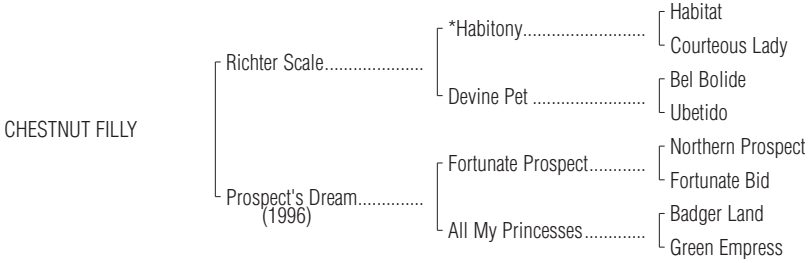 Habitat
*Habitony..............................
Courteous Lady
Richter Scale.....................
Bel Bolide
Devine Pet ............................
Ubetido
CHESTNUT FILLY
Northern Prospect
Fortunate Prospect..............
Fortunate Bid
Prospect's Dream..............
(1996)
Badger Land
All My Princesses...............
Green Empress